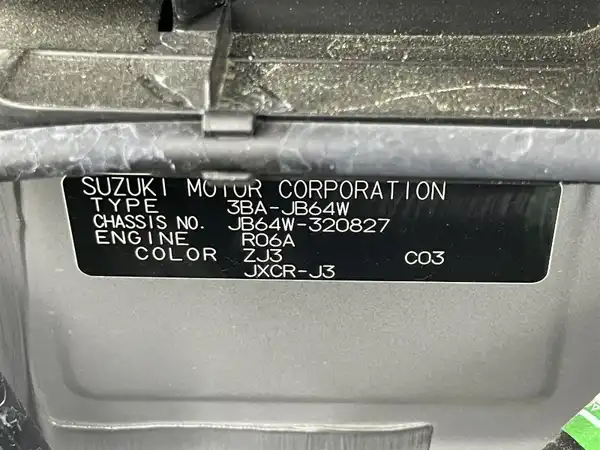 SUZUKI MOTOR CORPORATION
TYPE 3BA-JB64W
CHASSIS NO. JB64W-320827
ENGINE R06A
COLOR ZJ3 C03
JXCR-J3